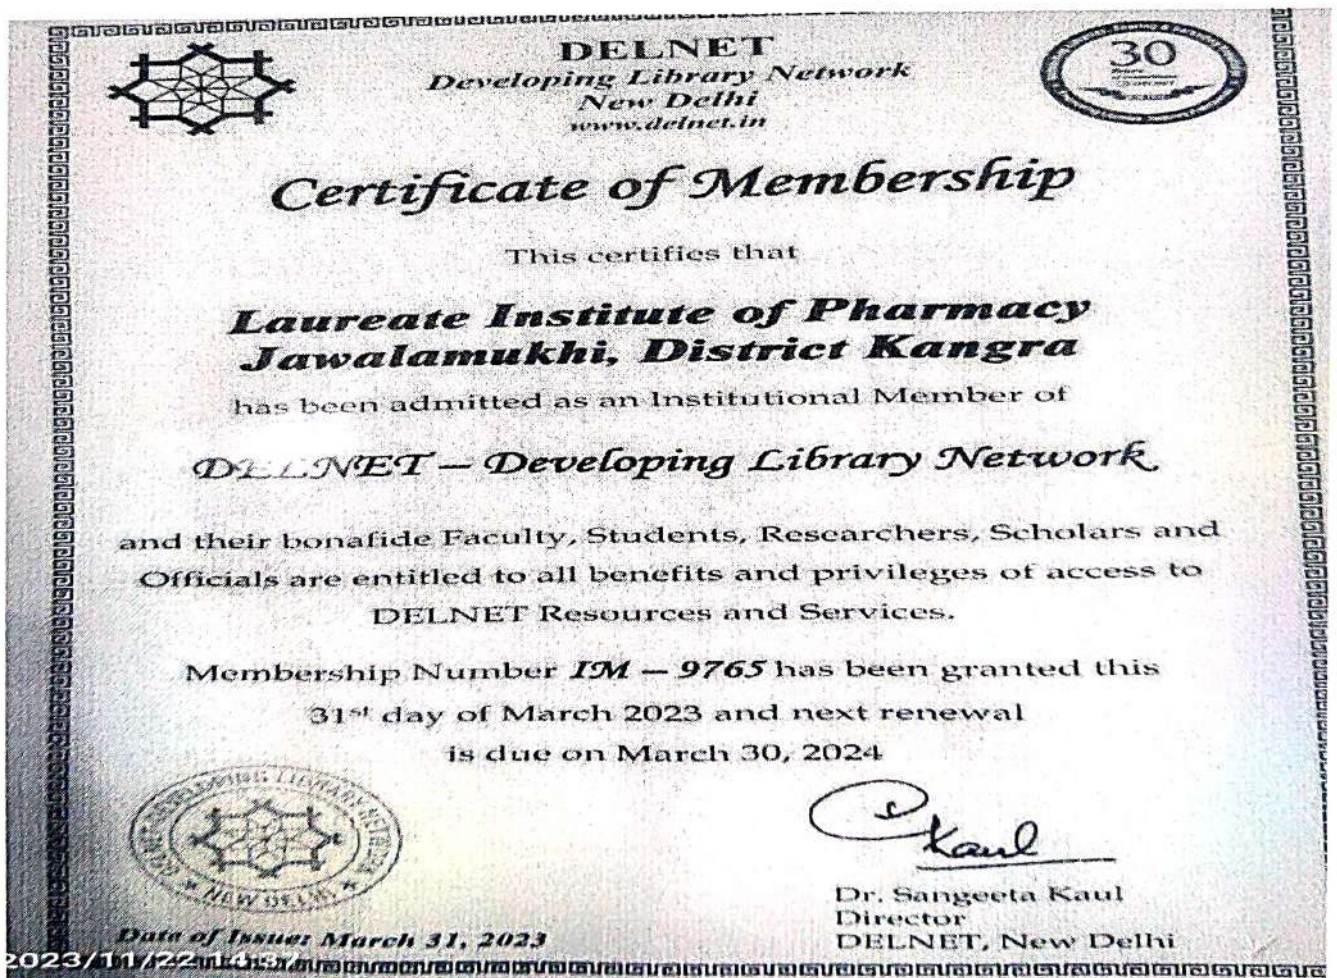 DELNET
Developing Library Network
New Delhi
www.delnet.in
30
Certificate of Membership
This certifies that
Laureate Institute of Pharmacy
Jawalamukhi, District Kangra
has been admitted as an Institutional Member of
DELNET – Developing Library Network
and their bonafide Faculty, Students, Researchers, Scholars and
Officials are entitled to all benefits and privileges of access to
DELNET Resources and Services.
Membership Number IM – 9765 has been granted this
31st day of March 2023 and next renewal
is due on March 30, 2024
NEW DELHI
Kaul
Dr. Sangeeta Kaul
Director
DELNET, New Delhi
Date of Issue: March 31, 2023
2023/11/22 14:37